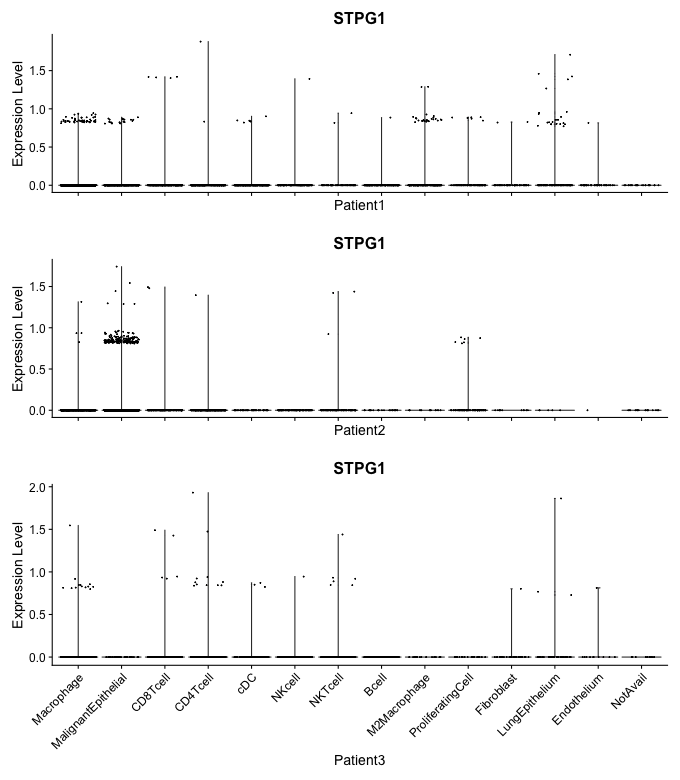 STPG1
Expression Level
1.5
1.0
0.5
0.0
Patient1
STPG1
Expression Level
1.5
1.0
0.5
0.0
Patient2
STPG1
Expression Level
2.0
1.5
1.0
0.5
0.0
Macrophage
MalignantEpithelial
CD8Tcell
CD4Tcell
cDC
NKcell
NKTcell
Bcell
M2Macrophage
ProliferatingCell
Fibroblast
LungEpithelium
Endothelium
NotAvail
Patient3